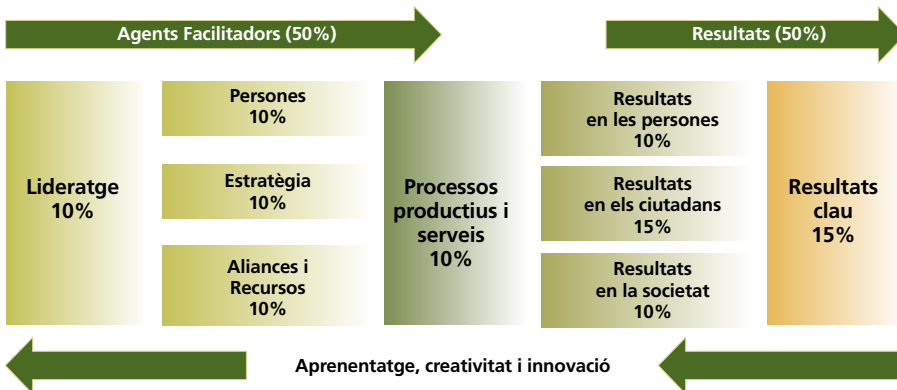 Agents Facilitadors (50%)
Resultats (50%)
Lideratge
10%
Persones
10%
Estratègia
10%
Aliances i
Recursos
10%
Processos
productius i
serveis
10%
Resultats
en les persones
10%
Resultats
en els ciutadans
15%
Resultats
en la societat
10%
Resultats
clau
15%
Aprenentatge, creativitat i innovació